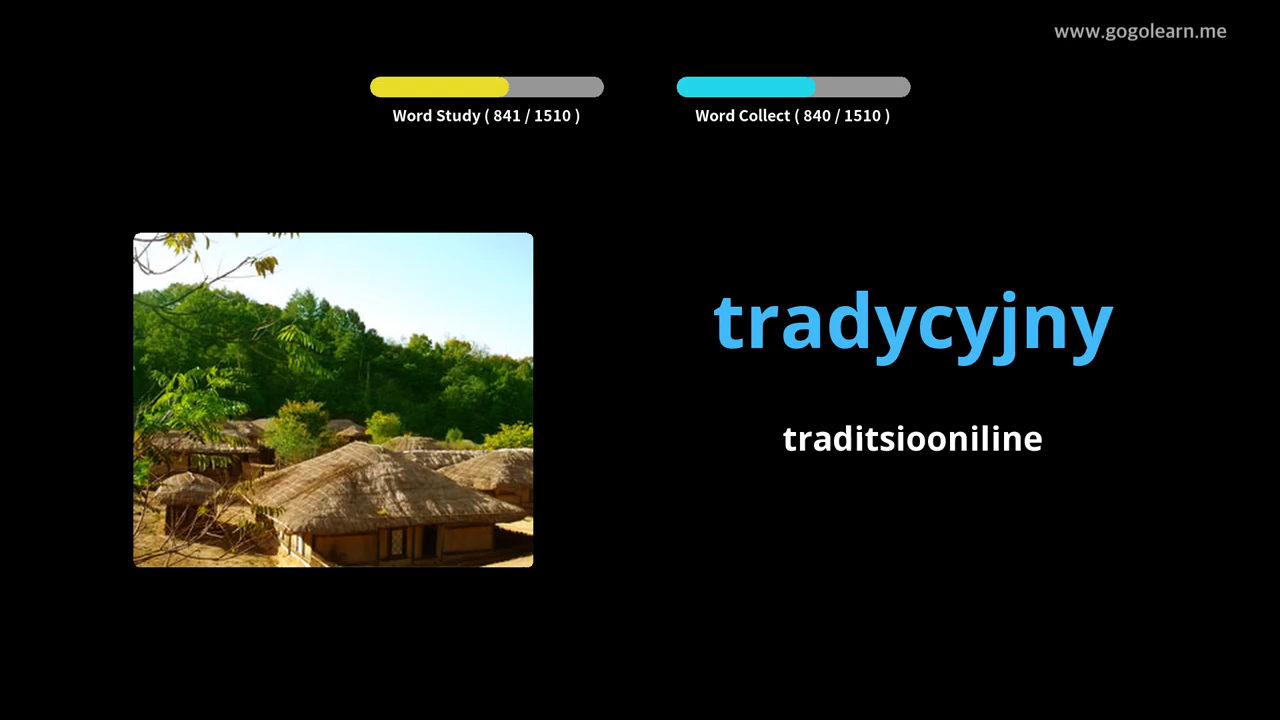 www.gogolearn.me
Word Study ( 841 / 1510 )
Word Collect ( 840 / 1510 )
tradycyjny
traditsiooniline